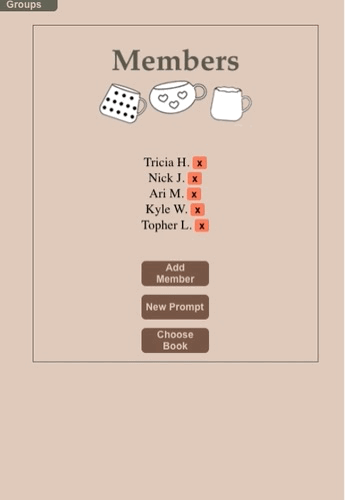 Groups
Members
Tricia H. x
Nick J. x
Ari M. x
Kyle W. x
Topher L. x
Add
Member
New Prompt
Choose
Book